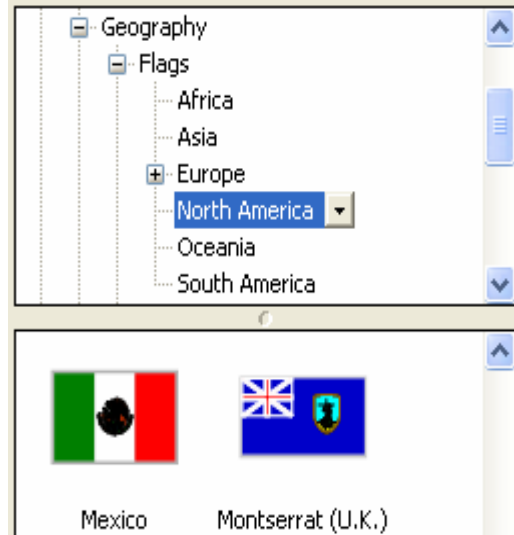 Geography
Flags
Africa
Asia
Europe
North America
Oceania
South America
Mexico Montserrat (U.K.)